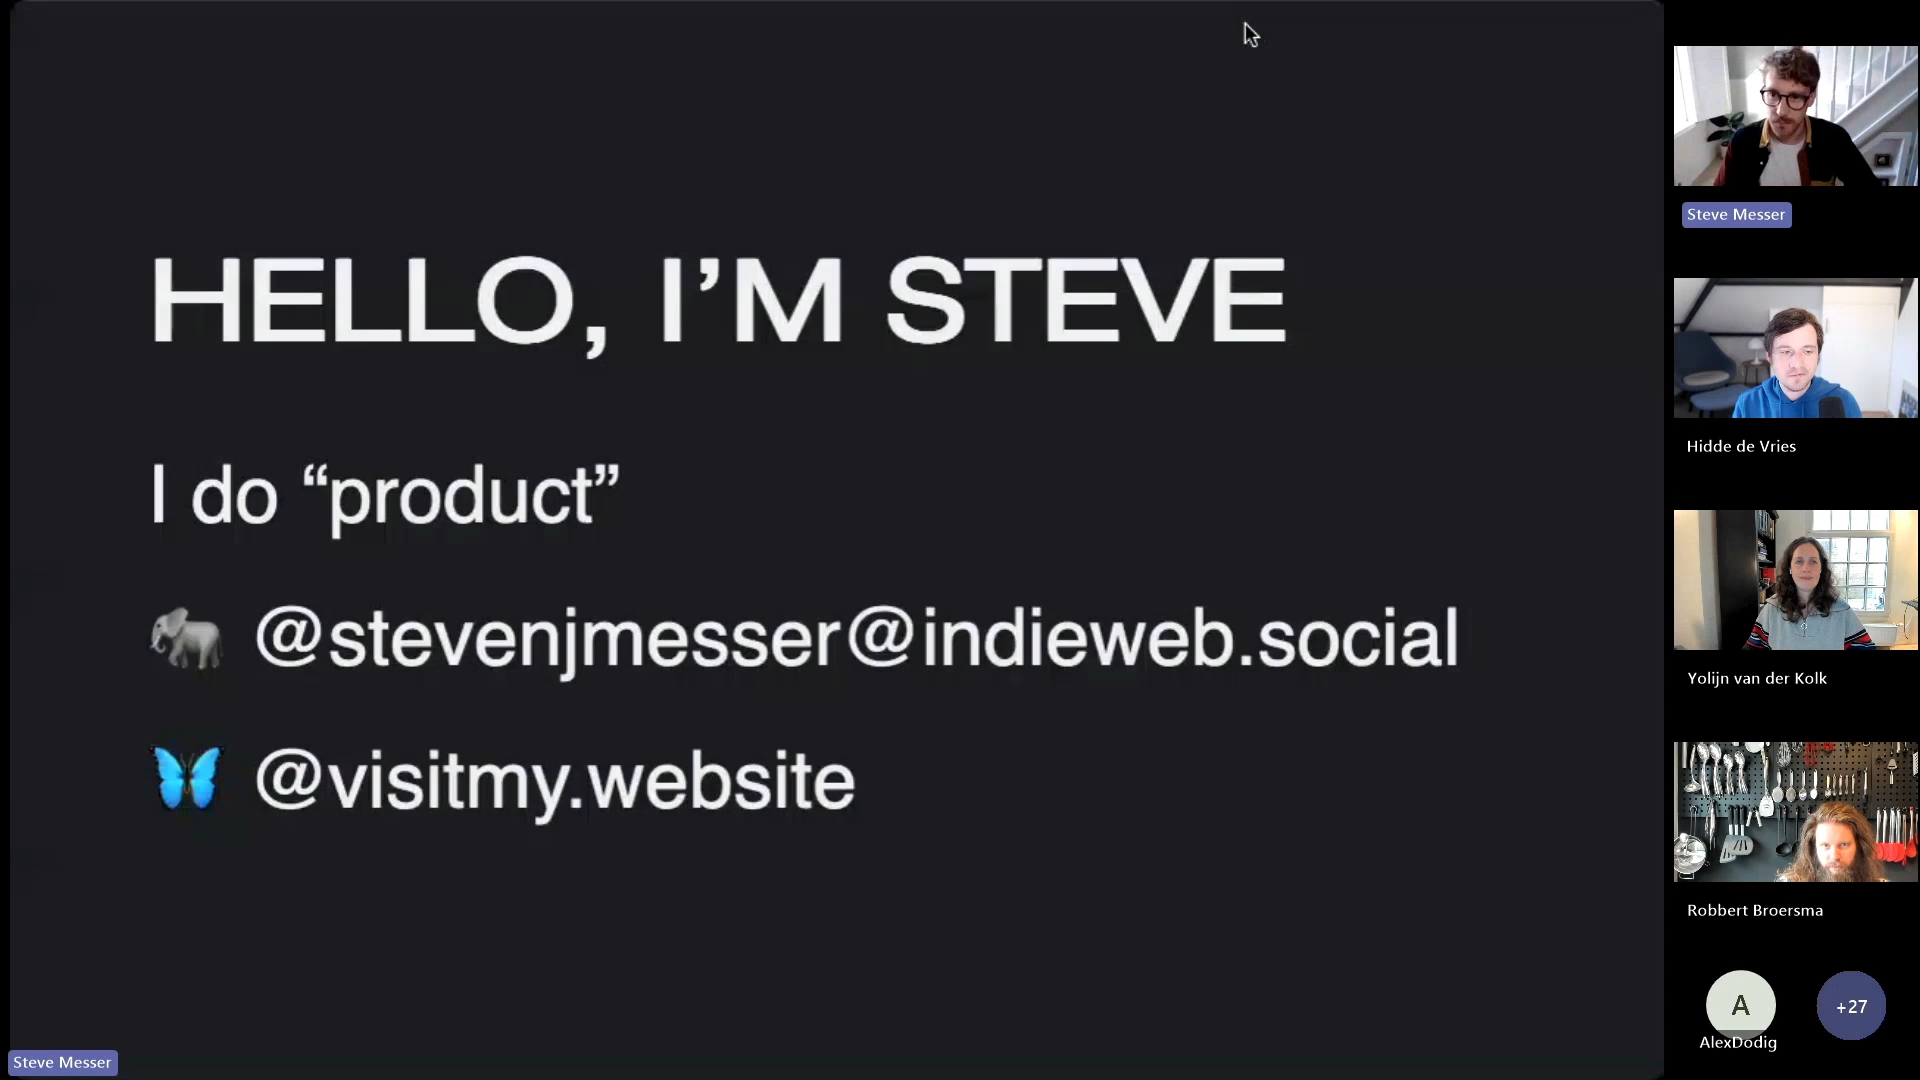 HELLO, I’M STEVE
I do “product”
@stevenjmesser@indieweb.social
@visitmy.website
Steve Messer
Steve Messer
Hidde de Vries
Yolijn van der Kolk
Robbert Broersma
A
+27
AlexDodig